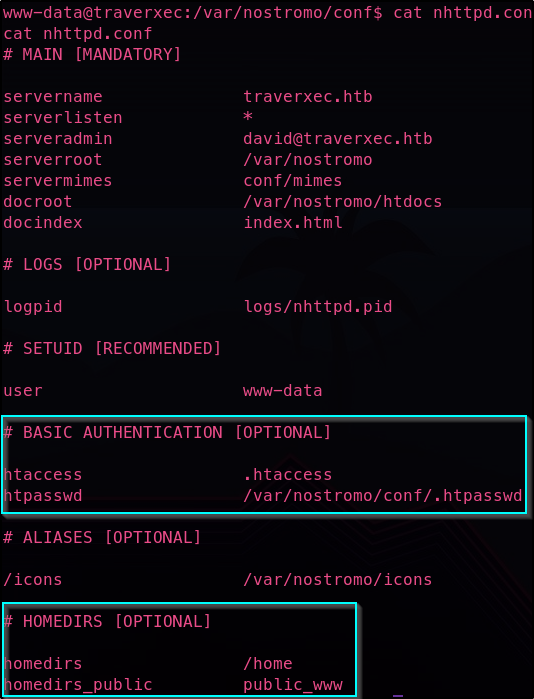 www-data@traverxec:/var/nostromo/conf$ cat nhttpd.con
cat nhttpd.conf
# MAIN [MANDATORY]
servername traverxec.htb
serverlisten *
serveradmin david@traverxec.htb
serverroot /var/nostromo
servermimes conf/mimes
docroot /var/nostromo/htdocs
docindex index.html
# LOGS [OPTIONAL]
logpid logs/nhttpd.pid
# SETUID [RECOMMENDED]
user www-data
# BASIC AUTHENTICATION [OPTIONAL]
htaccess .htaccess
htpasswd /var/nostromo/conf/.htpasswd
# ALIASES [OPTIONAL]
/icons /var/nostromo/icons
# HOMEDIRS [OPTIONAL]
homedirs /home
homedirs_public public_www